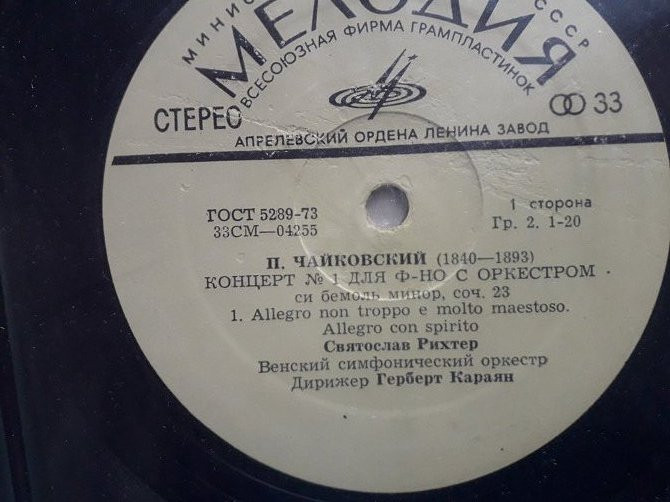 МИНИС СССР
МЕЛОДИЯ
ВСЕСОЮЗНАЯ ФИРМА ГРАМПЛАСТИНОК
СТЕРЕО 33
АПРЕЛЕВСКИЙ ОРДЕНА ЛЕНИНА ЗАВОД
ГОСТ 5289-73 1 сторона
33СМ—04255 Гр. 2. 1-20
П. ЧАЙКОВСКИЙ (1840—1893)
КОНЦЕРТ № 1 ДЛЯ Ф-НО С ОРКЕСТРОМ
си бемоль минор, соч. 23
1. Allegro non troppo e molto maestoso.
Allegro con spirito
Святослав Рихтер
Венский симфонический оркестр
Дирижер Герберт Караян